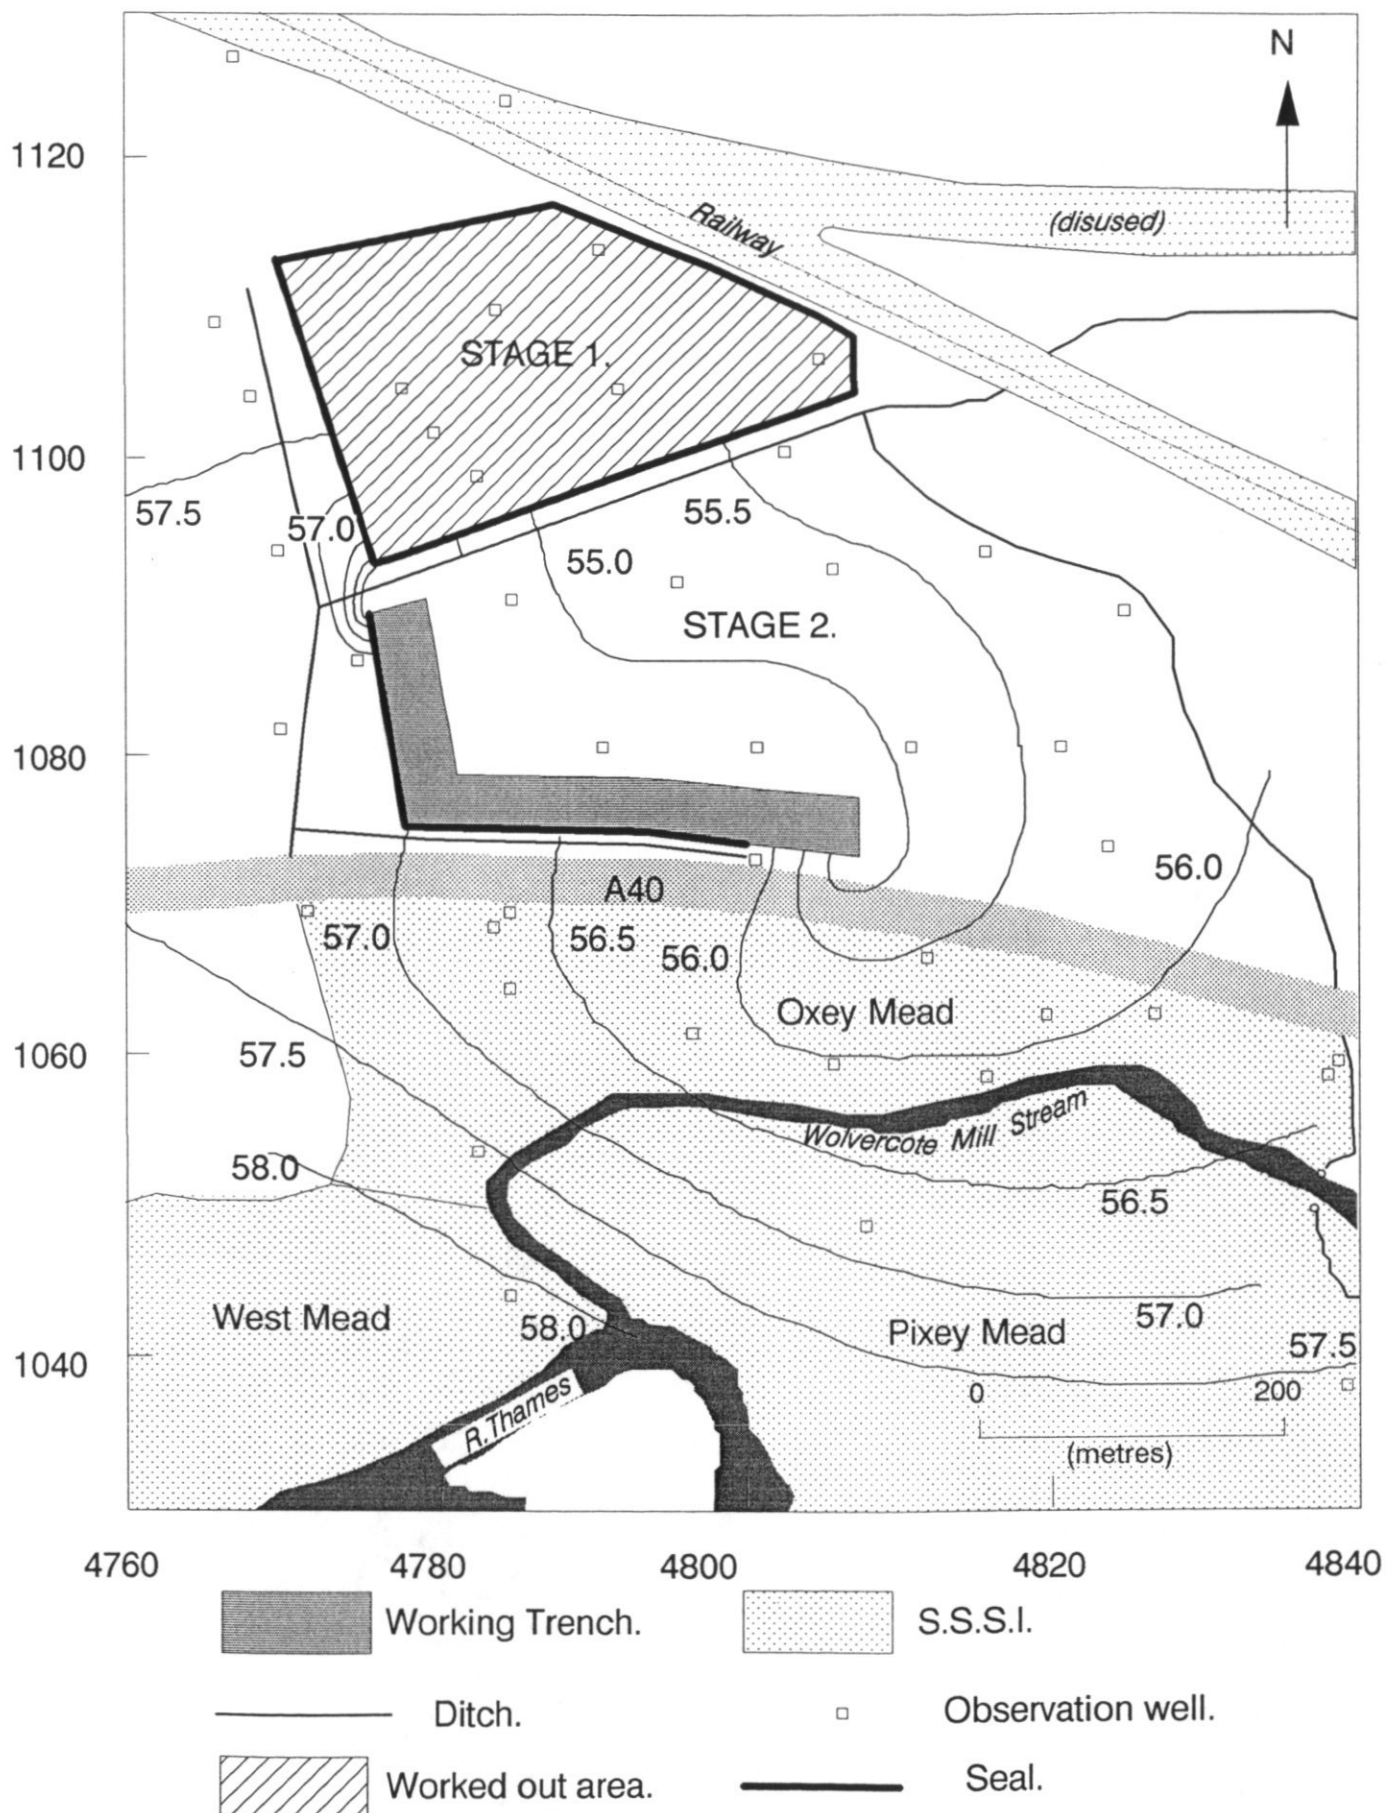 N
1120
Railway
(disused)
STAGE 1.
1100
57.5
57.0
55.5
55.0
STAGE 2.
1080
56.0
A40
57.0
56.5
56.0
Oxey Mead
1060
57.5
Wolvercote Mill Stream
58.0
56.5
West Mead
58.0
Pixey Mead
57.0
57.5
1040
R.Thames
0
200
(metres)
4760
4780
4800
4820
4840
Working Trench.
S.S.S.I.
Ditch.
Observation well.
Worked out area.
Seal.